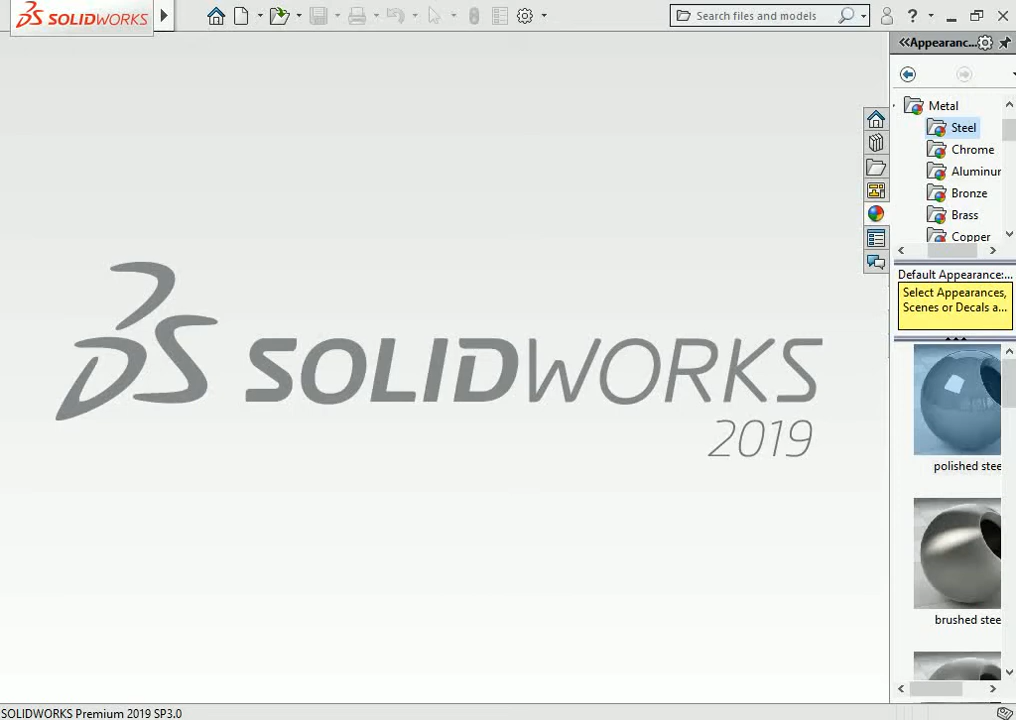 SOLIDWORKS
Search files and models
?
Appearanc...
Metal
Steel
Chrome
Aluminur
Bronze
Brass
Copper
Default Appearance:...
Select Appearances,
Scenes or Decals a...
polished stee
brushed stee
SOLIDWORKS
2019
SOLIDWORKS Premium 2019 SP3.0